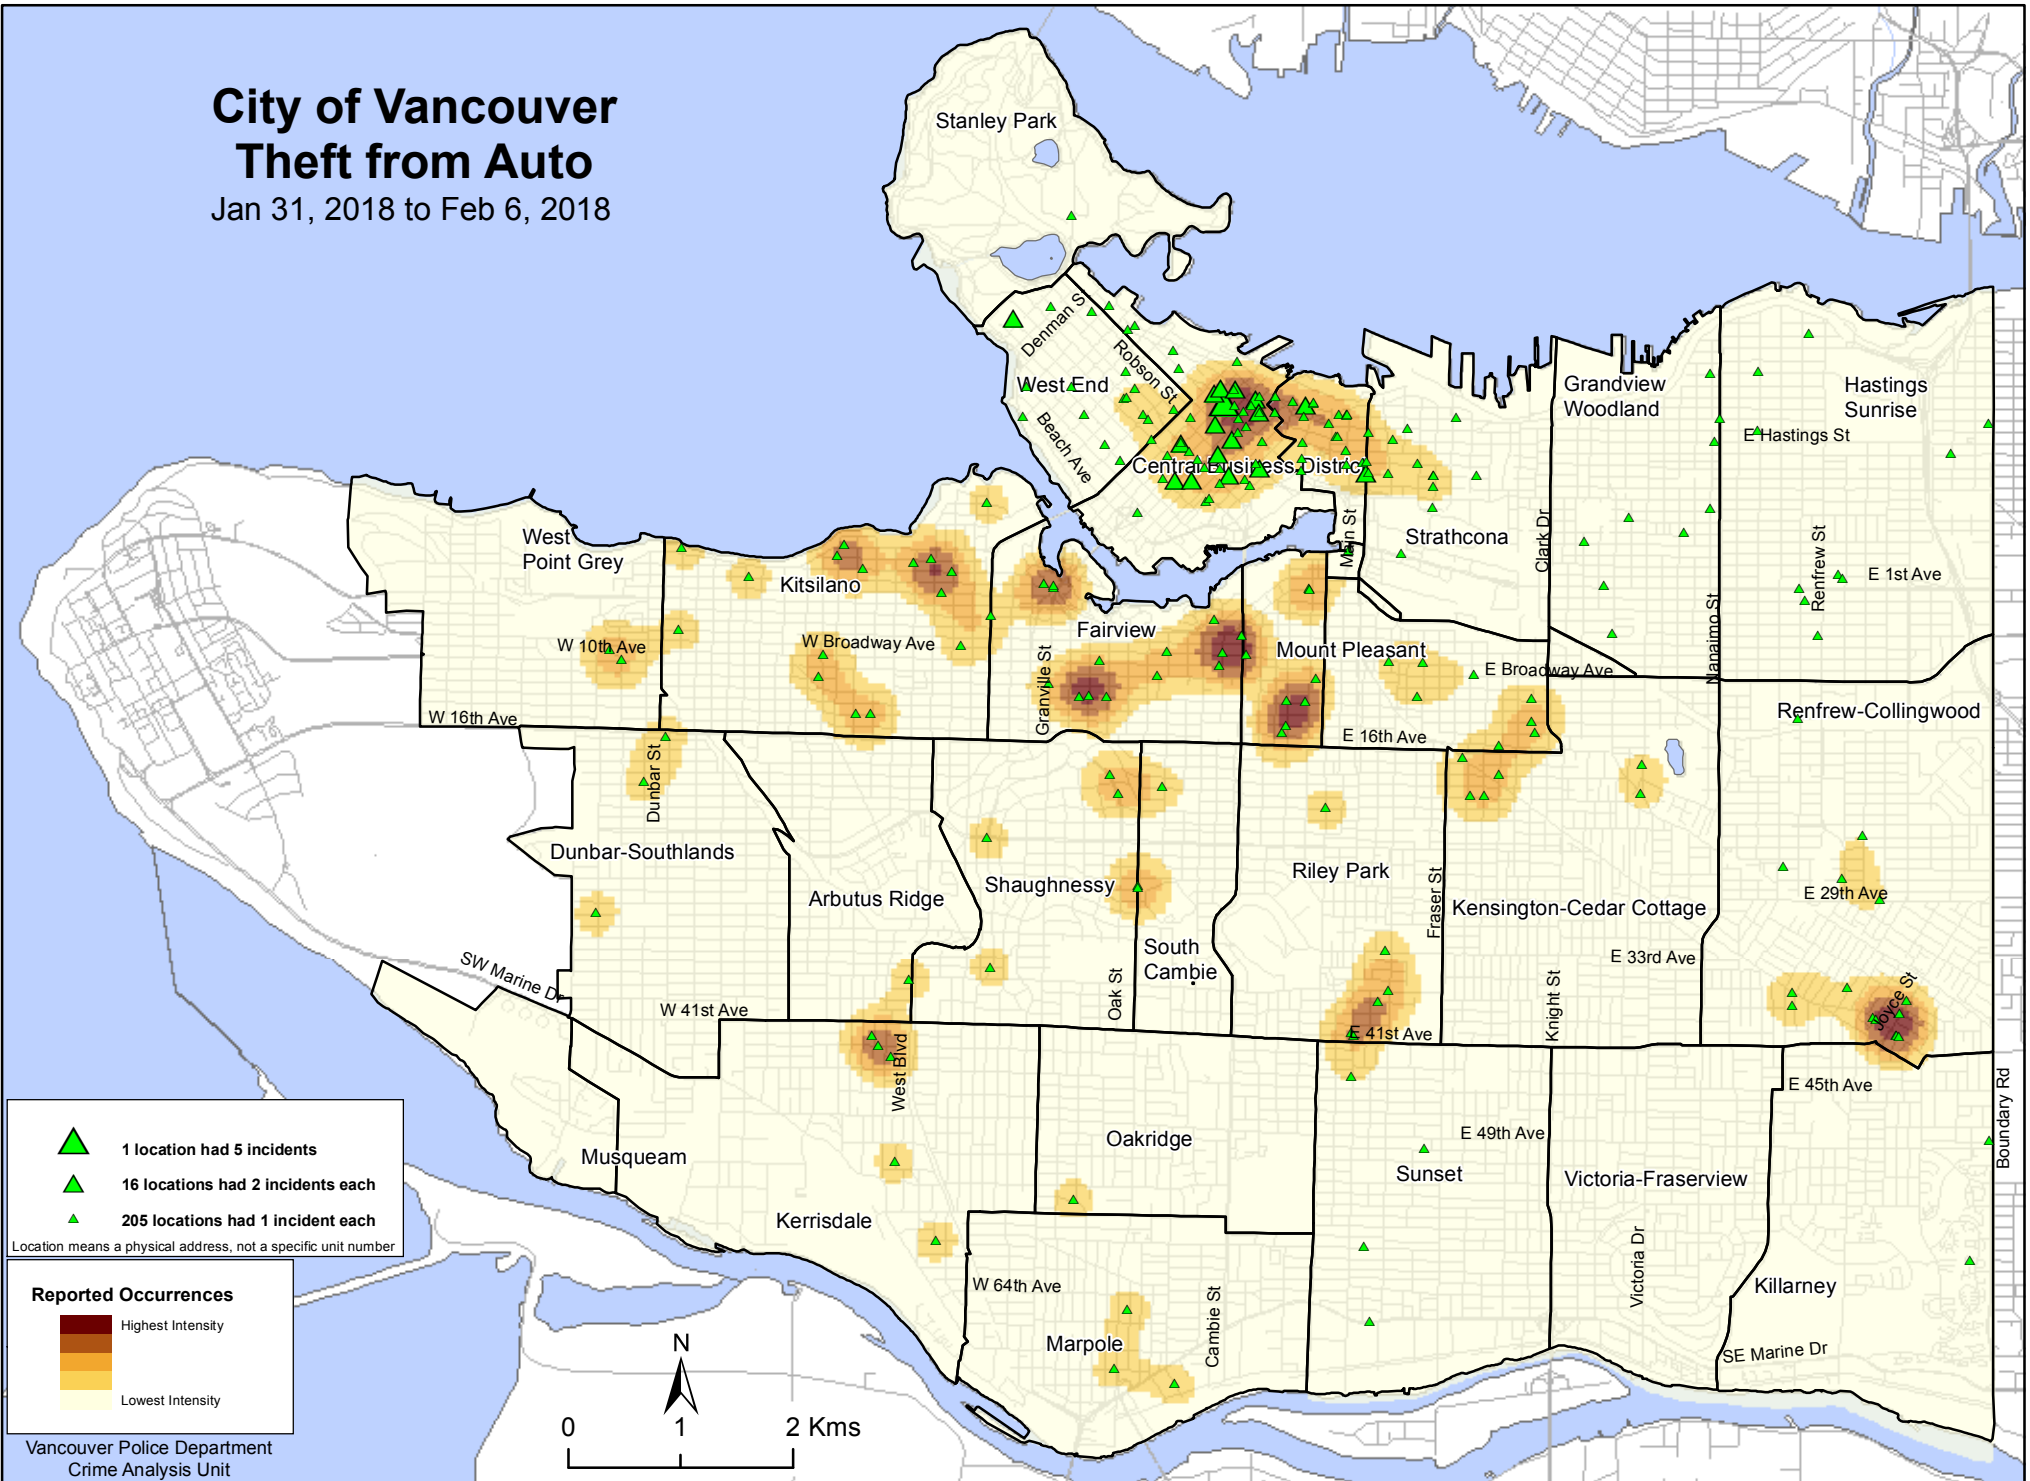 City of Vancouver
Theft from Auto
Jan 31, 2018 to Feb 6, 2018
Stanley Park
Denman St
Robson St
West End
Beach Ave
Central Business District
Grandview
Woodland
Hastings
Sunrise
E Hastings St
Main St
Strathcona
Clark Dr
Renfrew St
E 1st Ave
Nanaimo St
West
Point Grey
Kitsilano
W 10th Ave
W Broadway Ave
Fairview
Granville St
Mount Pleasant
E Broadway Ave
W 16th Ave
E 16th Ave
Renfrew-Collingwood
Dunbar St
Dunbar-Southlands
Arbutus Ridge
Shaughnessy
Riley Park
Fraser St
Kensington-Cedar Cottage
E 29th Ave
South
Cambie
Oak St
E 33rd Ave
Knight St
Joyce St
SW Marine Dr
W 41st Ave
E 41st Ave
West Blvd
E 45th Ave
Boundary Rd
Musqueam
Oakridge
E 49th Ave
Sunset
Victoria-Fraserview
Kerrisdale
Victoria Dr
W 64th Ave
Cambie St
Killarney
Marpole
SE Marine Dr
1 location had 5 incidents
16 locations had 2 incidents each
205 locations had 1 incident each
Location means a physical address, not a specific unit number
Reported Occurrences
Highest Intensity
Lowest Intensity
Vancouver Police Department
Crime Analysis Unit
N
0 1 2 Kms